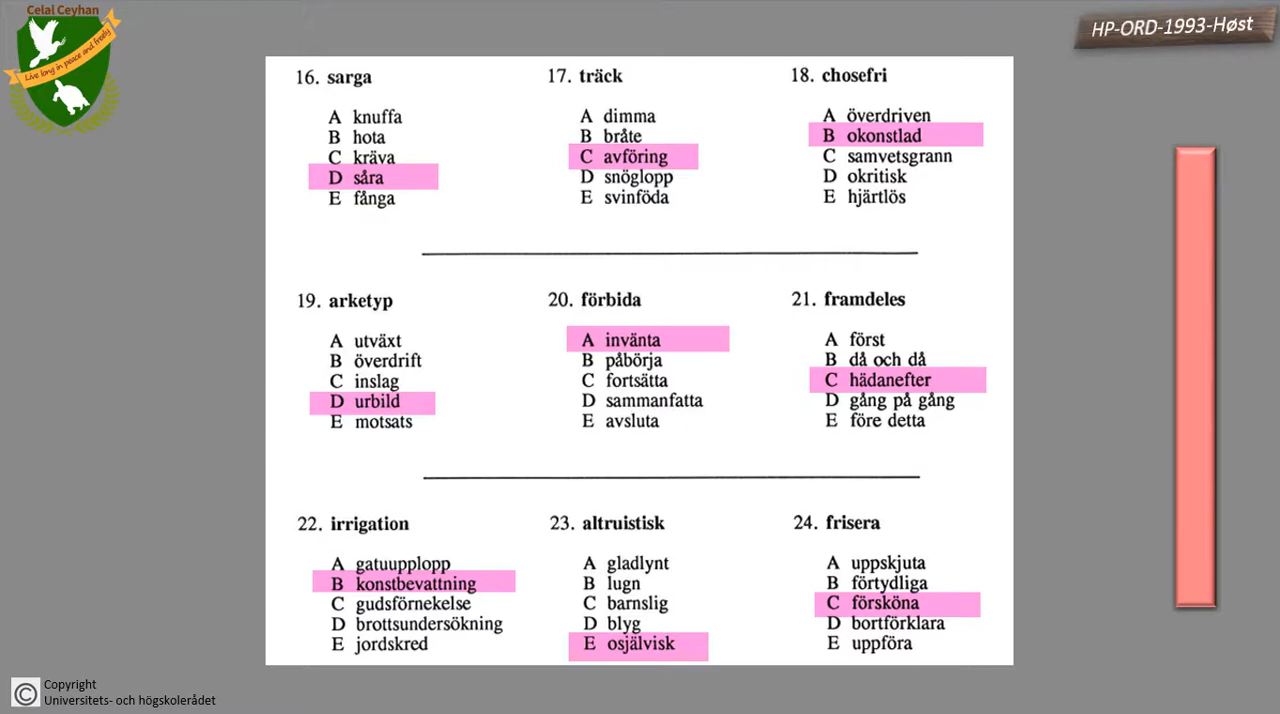 Celal Ceyhan
Live long in peace and freely
HP-ORD-1993-Høst
16. sarga
A knuffa
B hota
C kräva
D såra
E fånga
17. träck
A dimma
B bråte
C avföring
D snöglopp
E svinföda
18. chosefri
A överdriven
B okonstlad
C samvetsgrann
D okritisk
E hjärtlös
19. arketyp
A utväxt
B överdrift
C inslag
D urbild
E motsats
20. förbida
A invänta
B påbörja
C fortsätta
D sammanfatta
E avsluta
21. framdeles
A först
B då och då
C hädanefter
D gång på gång
E före detta
22. irrigation
A gatuupplopp
B konstbevattning
C gudsförnekelse
D brottsundersökning
E jordskred
23. altruistisk
A gladlynt
B lugn
C barnslig
D blyg
E osjälvisk
24. frisera
A uppskjuta
B förtydliga
C försköna
D bortförklara
E uppföra
© Copyright
Universitets- och högskolerådet